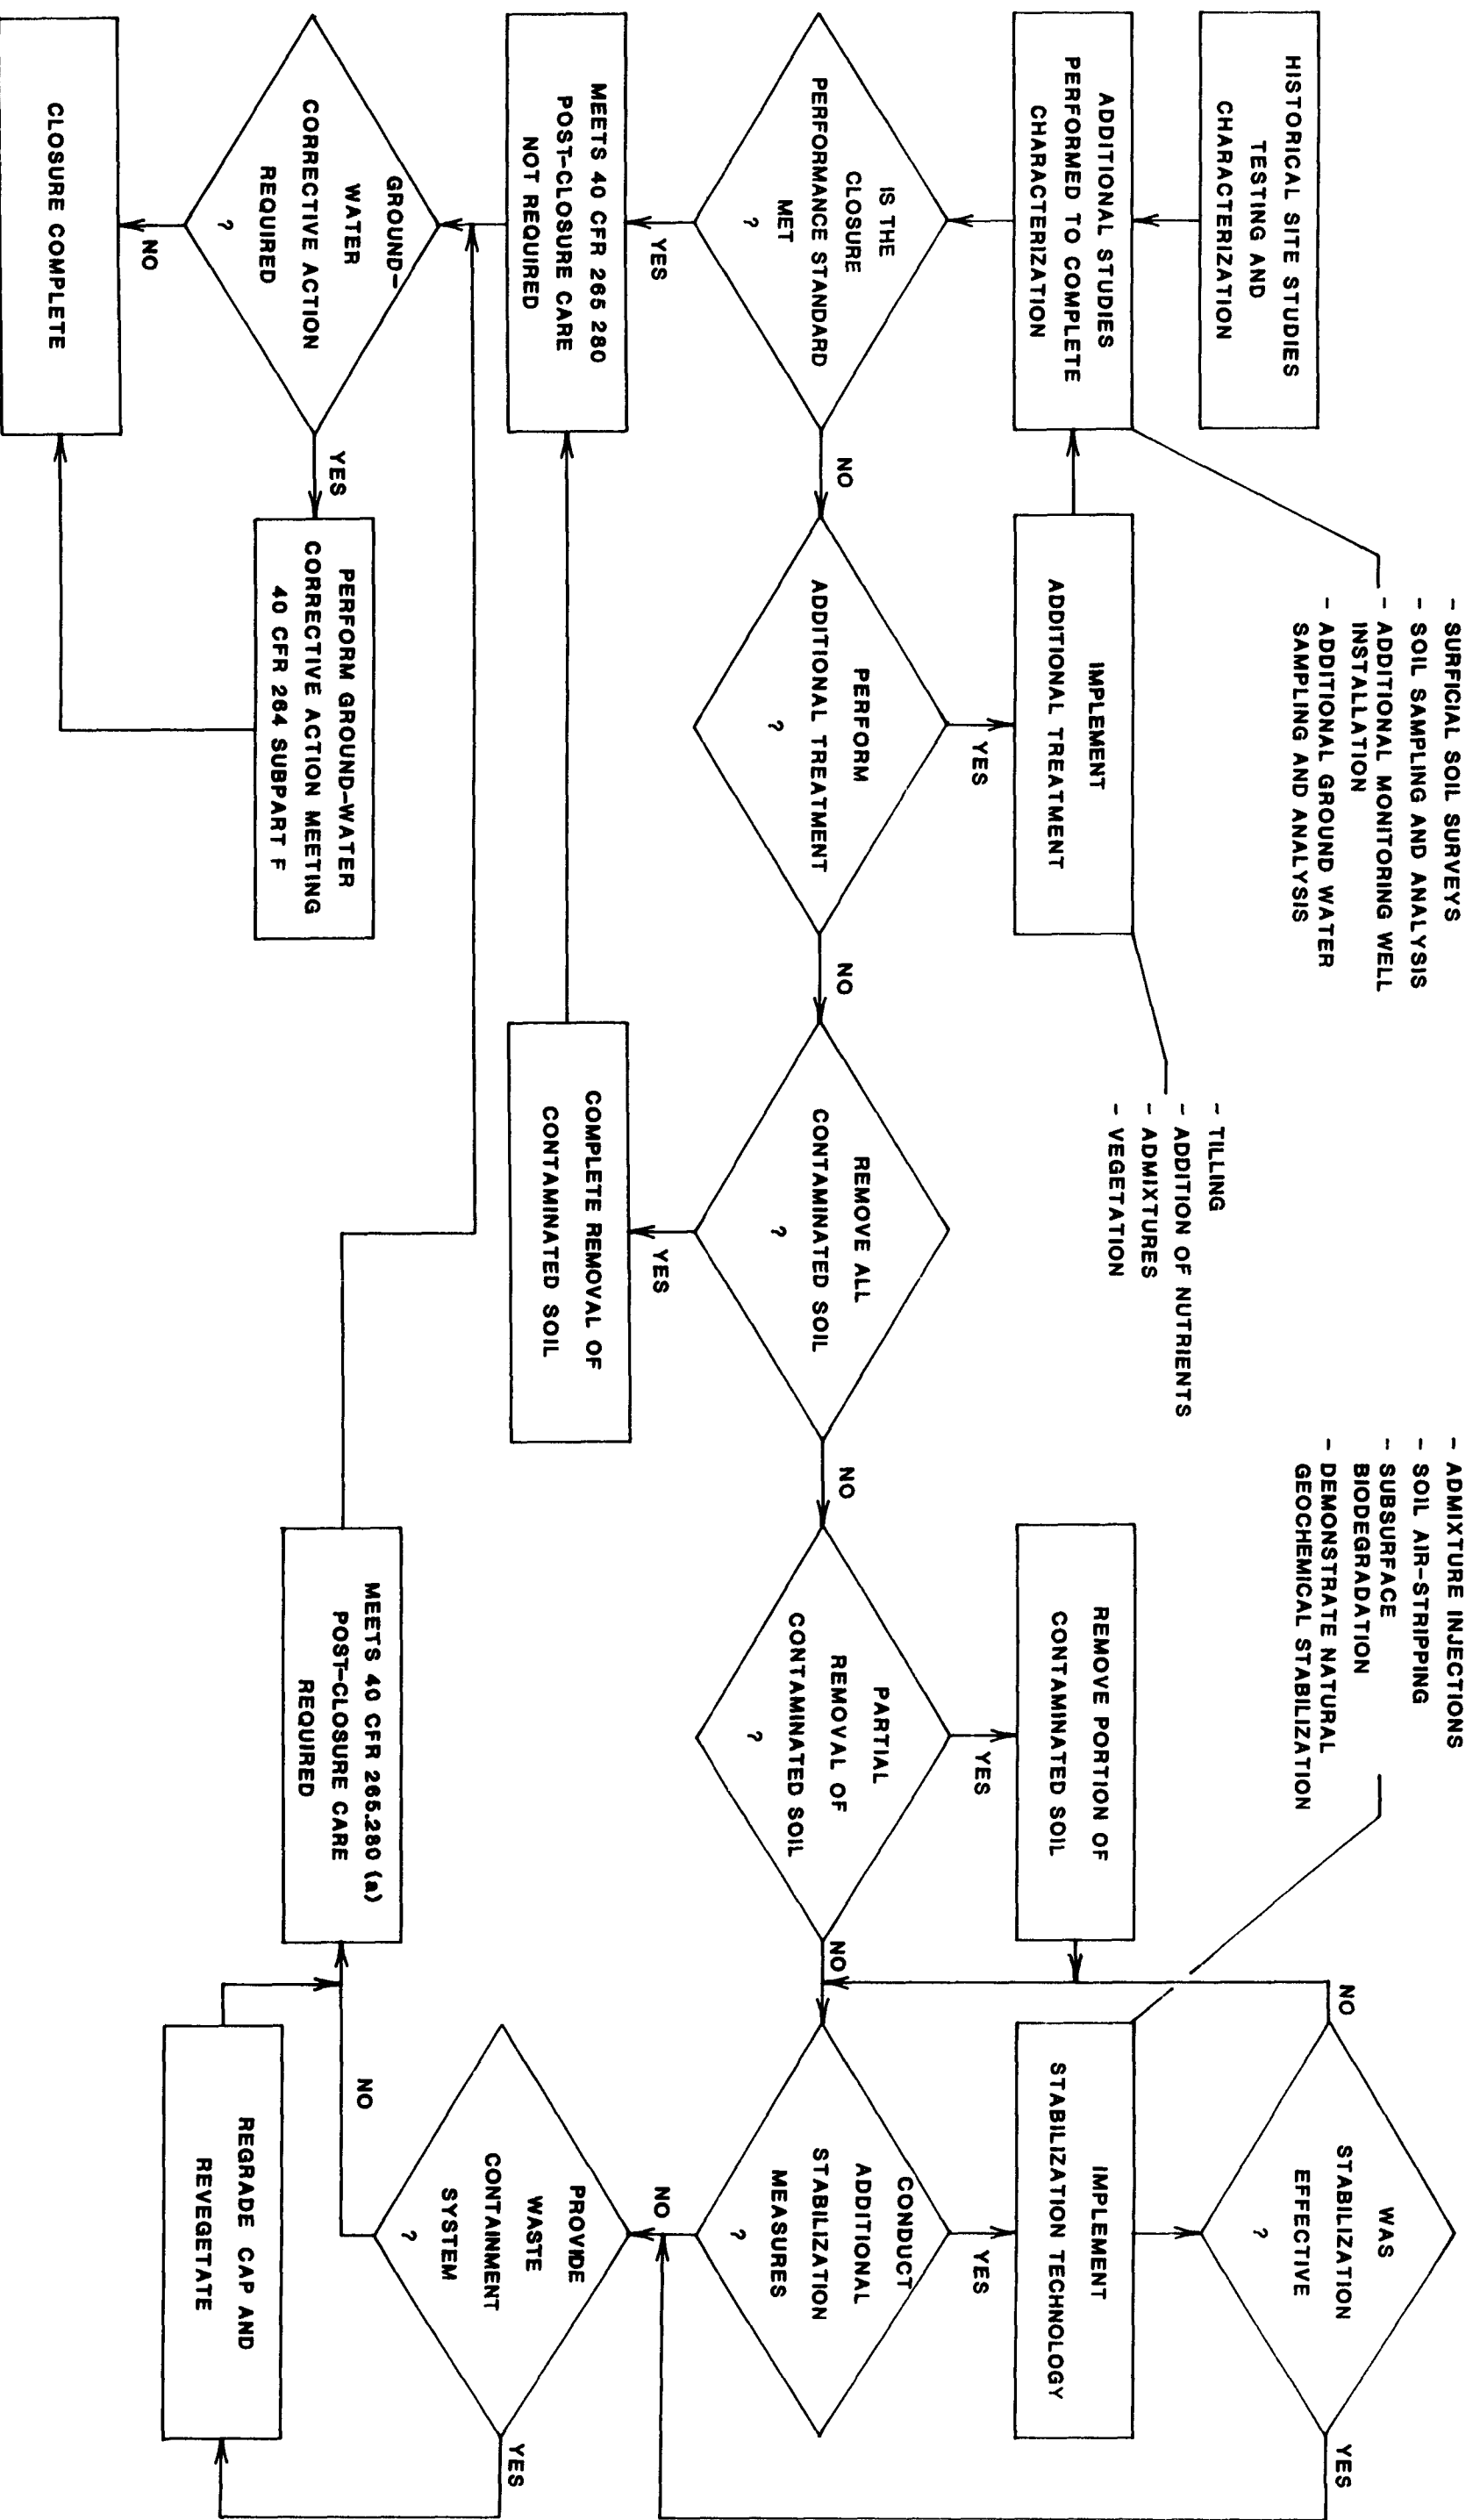 HISTORICAL SITE STUDIES
TESTING AND
CHARACTERIZATION
- SURFICIAL SOIL SURVEYS
- SOIL SAMPLING AND ANALYSIS
- ADDITIONAL MONITORING WELL
INSTALLATION
- ADDITIONAL GROUND WATER
SAMPLING AND ANALYSIS
- ADMIXTURE INJECTIONS
- SOIL AIR-STRIPPING
- SUBSURFACE
BIODEGRADATION
- DEMONSTRATE NATURAL
GEOCHEMICAL STABILIZATION
WAS
STABILIZATION
EFFECTIVE
?
NO
YES
ADDITIONAL STUDIES
PERFORMED TO COMPLETE
CHARACTERIZATION
IMPLEMENT
ADDITIONAL TREATMENT
- TILLING
- ADDITION OF NUTRIENTS
- ADMIXTURES
- VEGETATION
REMOVE PORTION OF
CONTAMINATED SOIL
IMPLEMENT
STABILIZATION TECHNOLOGY
YES
YES
YES
IS THE
CLOSURE
PERFORMANCE STANDARD
MET
?
NO
PERFORM
ADDITIONAL TREATMENT
?
NO
REMOVE ALL
CONTAMINATED SOIL
?
NO
PARTIAL
REMOVAL OF
CONTAMINATED SOIL
?
NO
CONDUCT
ADDITIONAL
STABILIZATION
MEASURES
?
YES
YES
NO
MEETS 40 CFR 265 280
POST-CLOSURE CARE
NOT REQUIRED
COMPLETE REMOVAL OF
CONTAMINATED SOIL
PROVIDE
WASTE
CONTAINMENT
SYSTEM
?
YES
NO
GROUND-
WATER
CORRECTIVE ACTION
REQUIRED
?
YES
PERFORM GROUND-WATER
CORRECTIVE ACTION MEETING
40 CFR 264 SUBPART F
MEETS 40 CFR 265.280 (a)
POST-CLOSURE CARE
REQUIRED
REGRADE CAP AND
REVEGETATE
NO
CLOSURE COMPLETE